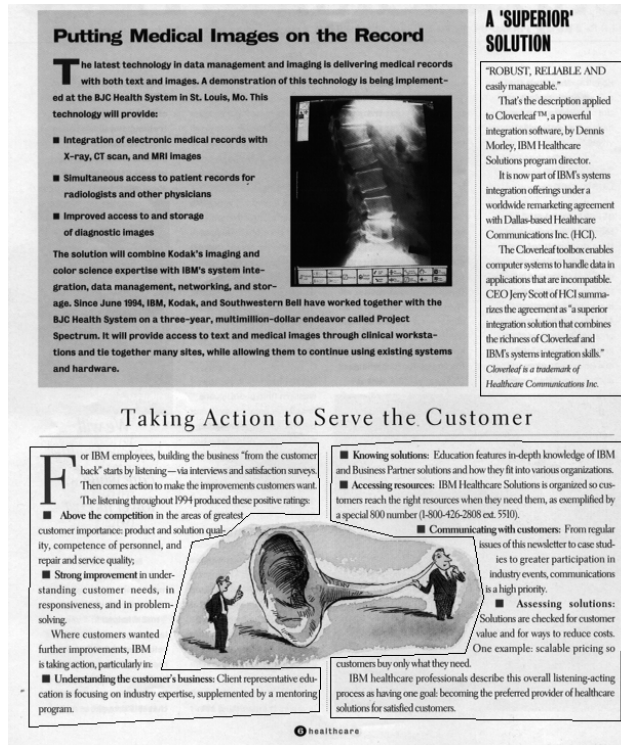 Putting Medical Images on the Record
The latest technology in data management and imaging is delivering medical records
with both text and images. A demonstration of this technology is being implement-
ed at the BJC Health System in St. Louis, Mo. This
technology will provide:
■ Integration of electronic medical records with
X-ray, CT scan, and MRI images
■ Simultaneous access to patient records for
radiologists and other physicians
■ Improved access to and storage
of diagnostic images
The solution will combine Kodak's imaging and
color science expertise with IBM's system inte-
gration, data management, networking, and stor-
age. Since June 1994, IBM, Kodak, and Southwestern Bell have worked together with the
BJC Health System on a three-year, multimillion-dollar endeavor called Project
Spectrum. It will provide access to text and medical images through clinical worksta-
tions and tie together many sites, while allowing them to continue using existing systems
and hardware.
A 'SUPERIOR'
SOLUTION
"ROBUST, RELIABLE AND
easily manageable."
That's the description applied
to Cloverleaf ™, a powerful
integration software, by Dennis
Morley, IBM Healthcare
Solutions program director.
It is now part of IBM's systems
integration offerings under a
worldwide remarketing agreement
with Dallas-based Healthcare
Communications Inc. (HCI).
The Cloverleaf toolbox enables
computer systems to handle data in
applications that are incompatible.
CEO Jerry Scott of HCI summa-
rizes the agreement as "a superior
integration solution that combines
the richness of Cloverleaf and
IBM's systems integration skills."
Cloverleaf is a trademark of
Healthcare Communications Inc.
Taking Action to Serve the Customer
For IBM employees, building the business "from the customer
back" starts by listening—via interviews and satisfaction surveys.
Then comes action to make the improvements customers want.
The listening throughout 1994 produced these positive ratings:
■ Above the competition in the areas of greatest
customer importance: product and solution qual-
ity, competence of personnel, and
repair and service quality;
■ Strong improvement in under-
standing customer needs, in
responsiveness, and in problem-
solving.
Where customers wanted
further improvements, IBM
is taking action, particularly in:
■ Understanding the customer's business: Client representative edu-
cation is focusing on industry expertise, supplemented by a mentoring
program.
■ Knowing solutions: Education features in-depth knowledge of IBM
and Business Partner solutions and how they fit into various organizations.
■ Accessing resources: IBM Healthcare Solutions is organized so cus-
tomers reach the right resources when they need them, as exemplified by
a special 800 number (1-800-426-2808 ext. 5510).
■ Communicating with customers: From regular
issues of this newsletter to case stud-
ies to greater participation in
industry events, communications
is a high priority.
■ Assessing solutions:
Solutions are checked for customer
value and for ways to reduce costs.
One example: scalable pricing so
customers buy only what they need.
IBM healthcare professionals describe this overall listening-acting
process as having one goal: becoming the preferred provider of healthcare
solutions for satisfied customers.
6 healthcare